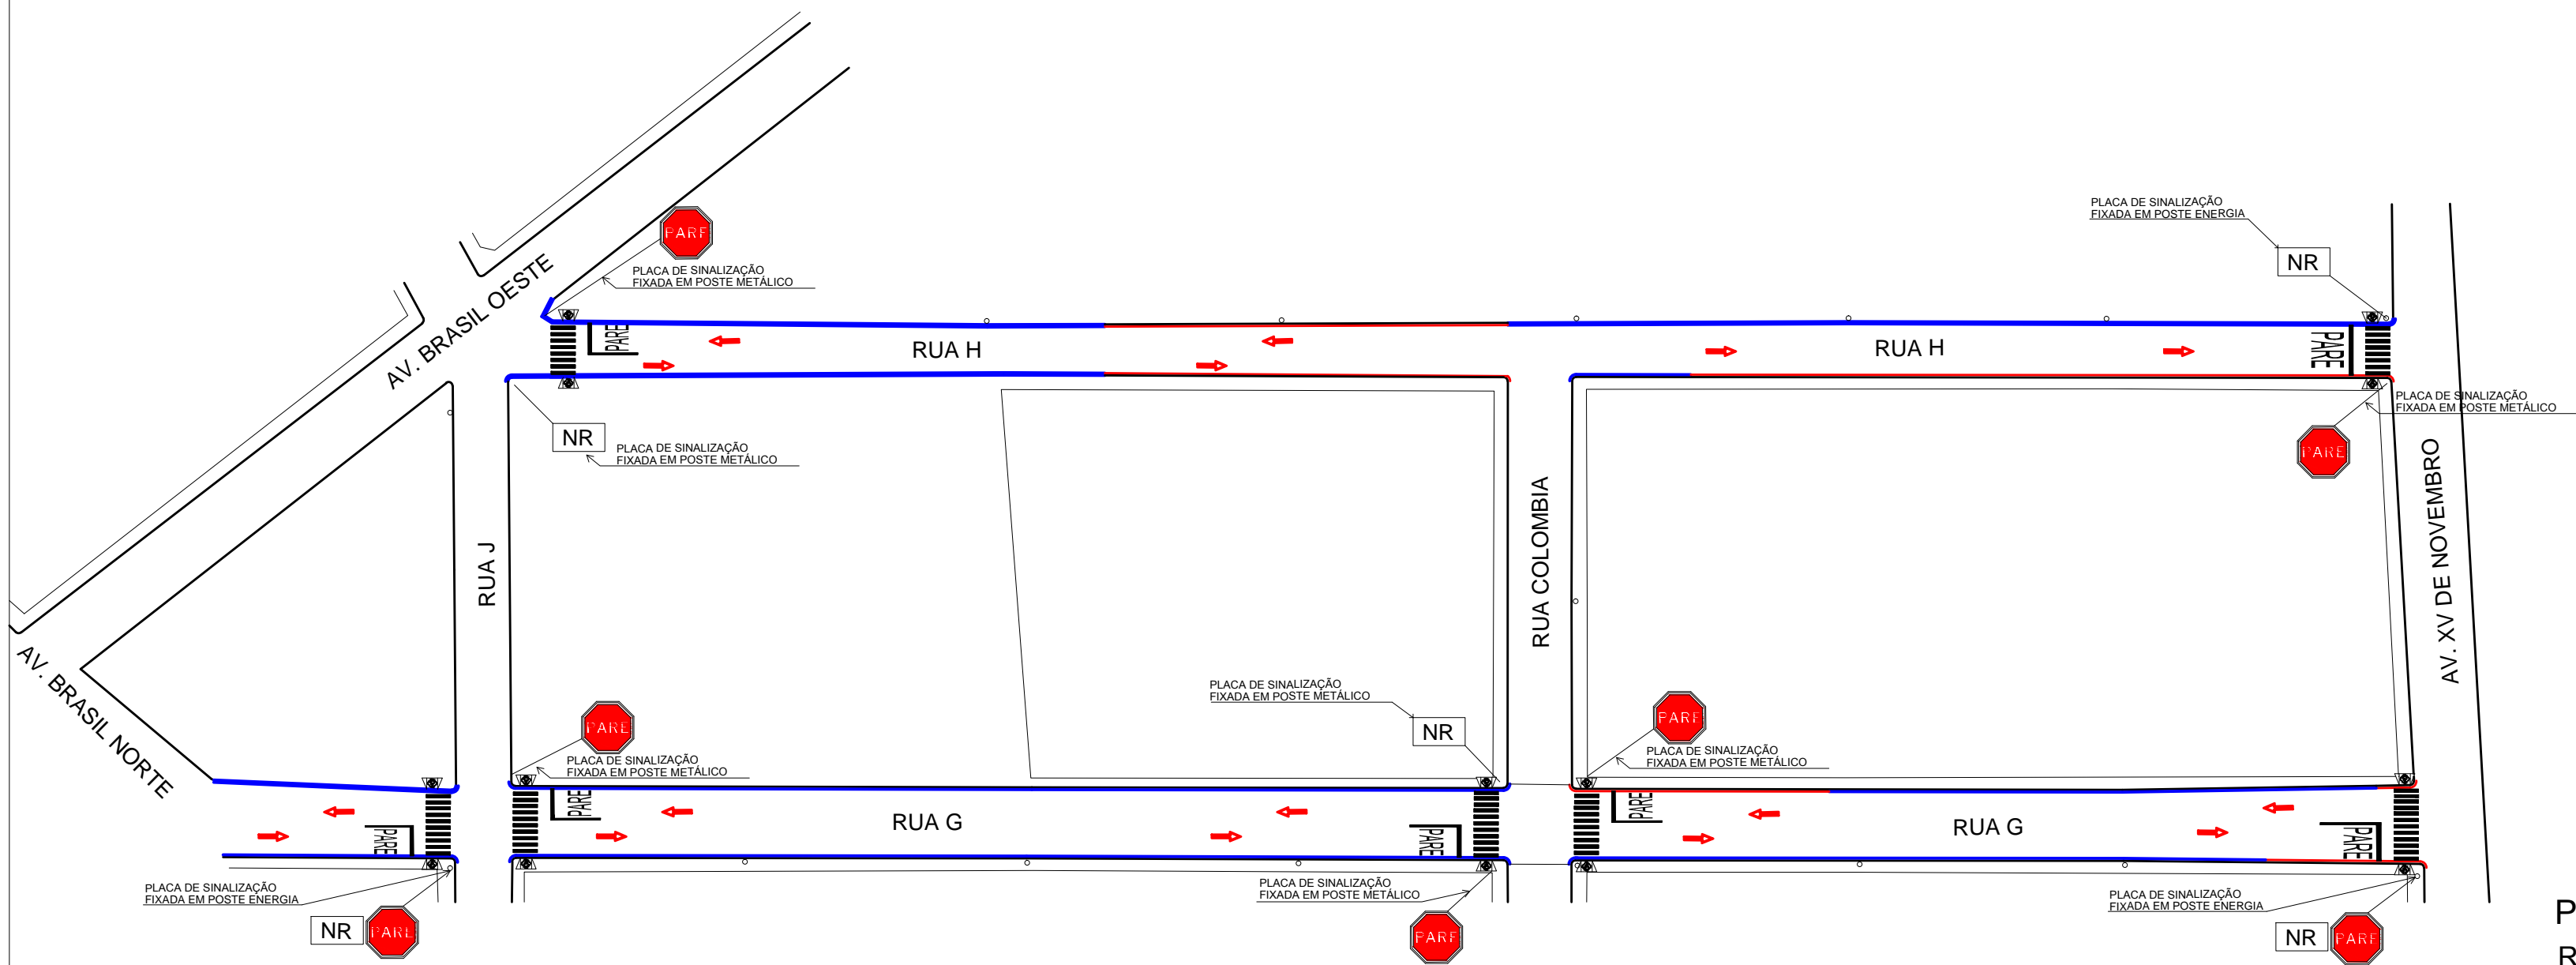 PLACA DE SINALIZAÇÃO
FIXADA EM POSTE ENERGIA
NR
PARE
PLACA DE SINALIZAÇÃO
FIXADA EM POSTE METÁLICO
AV. BRASIL OESTE
PARE
RUA H
RUA H
PARE
PLACA DE SINALIZAÇÃO
FIXADA EM POSTE METÁLICO
PARE
NR
PLACA DE SINALIZAÇÃO
FIXADA EM POSTE METÁLICO
RUA J
RUA COLOMBIA
AV. XV DE NOVEMBRO
AV. BRASIL NORTE
PLACA DE SINALIZAÇÃO
FIXADA EM POSTE METÁLICO
NR
PARE
PLACA DE SINALIZAÇÃO
FIXADA EM POSTE METÁLICO
PARE
PLACA DE SINALIZAÇÃO
FIXADA EM POSTE METÁLICO
PARE
PARE
RUA G
PARE
PARE
RUA G
PARE
PLACA DE SINALIZAÇÃO
FIXADA EM POSTE ENERGIA
NR
PARE
PLACA DE SINALIZAÇÃO
FIXADA EM POSTE METÁLICO
PARE
PLACA DE SINALIZAÇÃO
FIXADA EM POSTE ENERGIA
NR
PARE
P